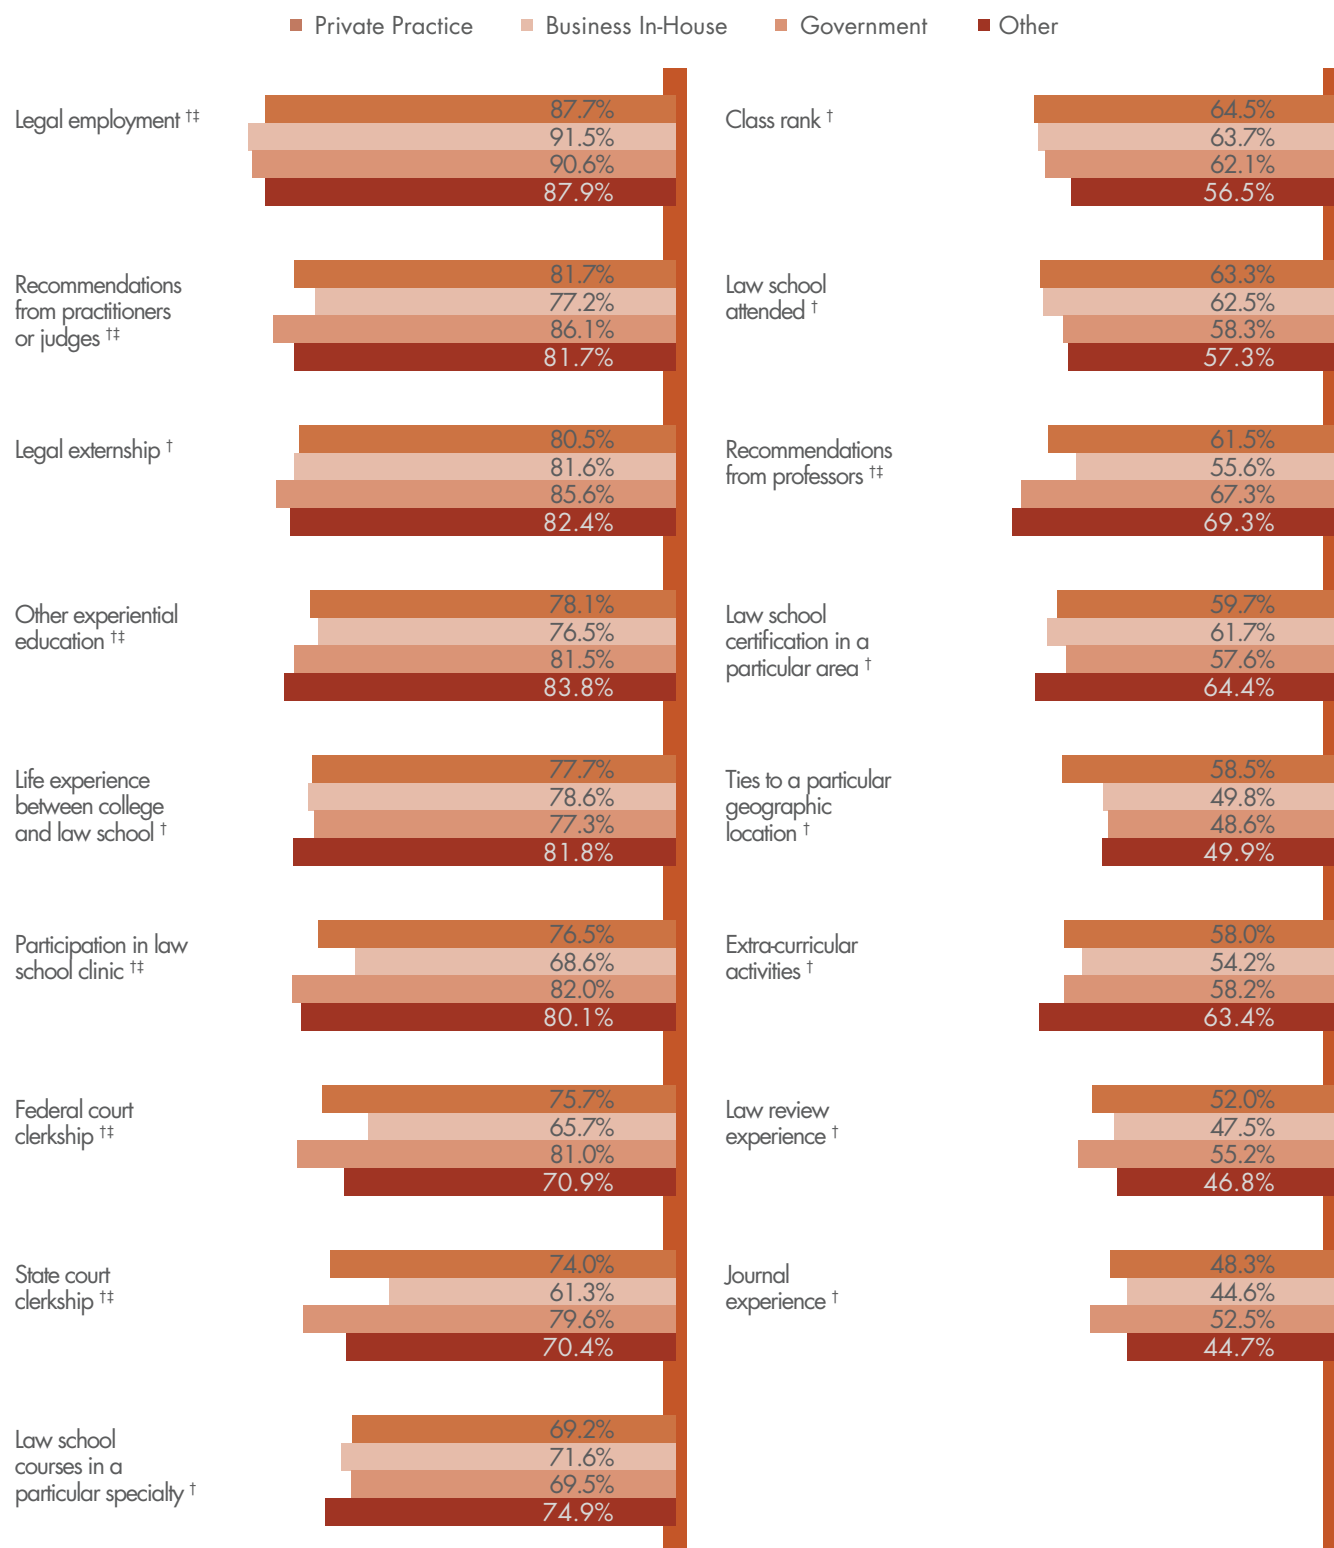 Private Practice Business In-House Government Other
Legal employment †‡
87.7%
91.5%
90.6%
87.9%
Recommendations
from practitioners
or judges †‡
81.7%
77.2%
86.1%
81.7%
Legal externship †
80.5%
81.6%
85.6%
82.4%
Other experiential
education †‡
78.1%
76.5%
81.5%
83.8%
Life experience
between college
and law school †
77.7%
78.6%
77.3%
81.8%
Participation in law
school clinic †‡
76.5%
68.6%
82.0%
80.1%
Federal court
clerkship †‡
75.7%
65.7%
81.0%
70.9%
State court
clerkship †‡
74.0%
61.3%
79.6%
70.4%
Law school
courses in a
particular specialty †
69.2%
71.6%
69.5%
74.9%
Class rank †
64.5%
63.7%
62.1%
56.5%
Law school
attended †
63.3%
62.5%
58.3%
57.3%
Recommendations
from professors †‡
61.5%
55.6%
67.3%
69.3%
Law school
certification in a
particular area †
59.7%
61.7%
57.6%
64.4%
Ties to a particular
geographic
location †
58.5%
49.8%
48.6%
49.9%
Extra-curricular
activities †
58.0%
54.2%
58.2%
63.4%
Law review
experience †
52.0%
47.5%
55.2%
46.8%
Journal
experience †
48.3%
44.6%
52.5%
44.7%